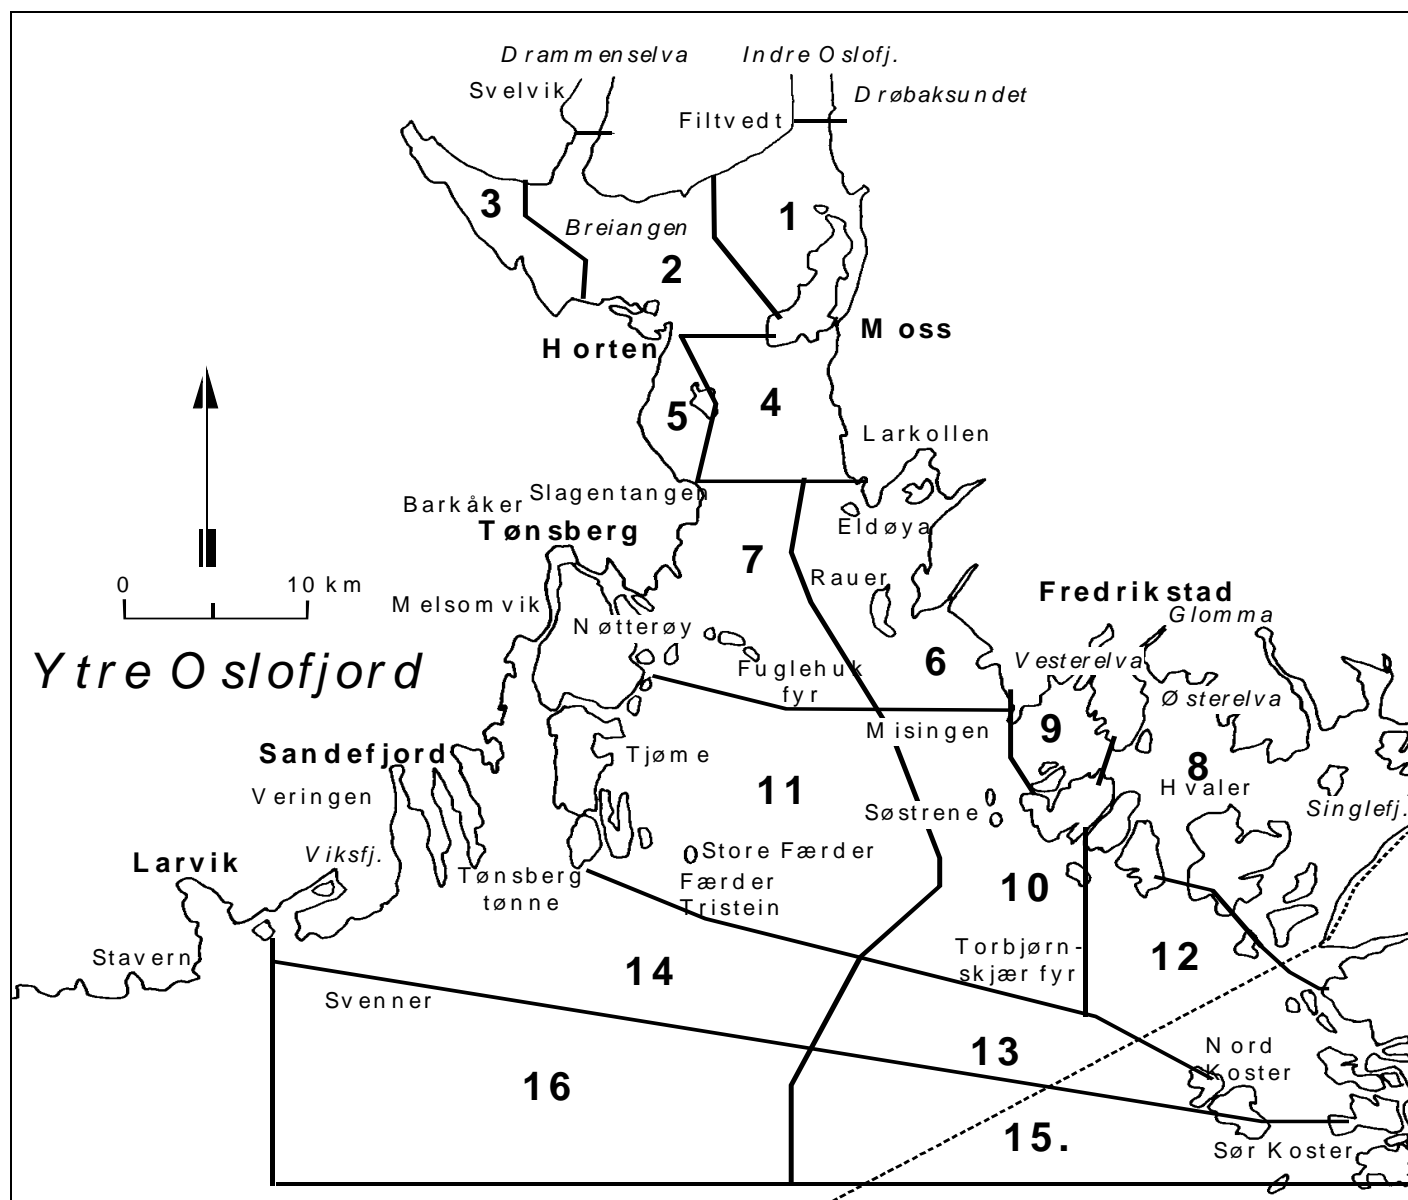 Drammenselva
Indre Oslofj.
Svelvik
Drøbaksundet
Filtvedt
3
1
Breiangen
2
Moss
Horten
5
4
Larkollen
Barkåker
Slagentangen
Eldøya
Tønsberg
7
0
10 km
Rauer
Fredrikstad
Melsomvik
Glomma
Nøtterøy
Ytre Oslofjord
6
Vesterelva
Fuglehuk
fyr
Østerelva
Misingen
9
Sandefjord
Tjøme
8
Veringen
11
Hvaler
Søstrene
Singlefj.
Larvik
Viksfj.
Store Færder
Tønsberg
tønne
Færder
Tristein
10
Stavern
14
Torbjørn-
skjær fyr
12
Svenner
13
Nord
Koster
16
15.
Sør Koster